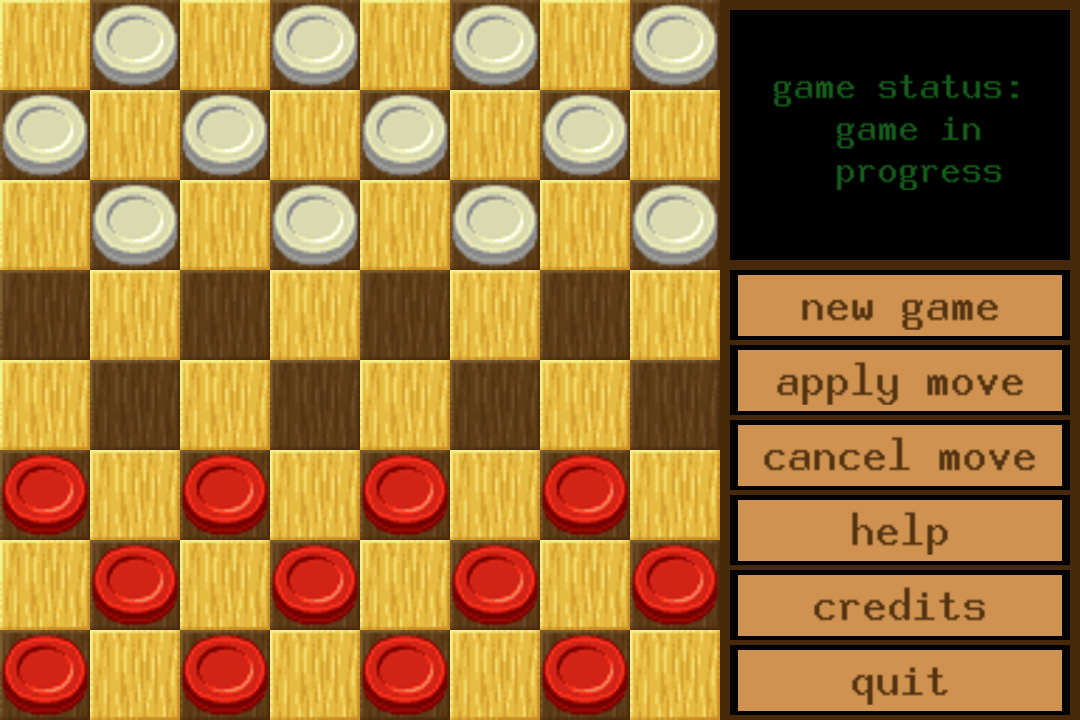 game status:
game in
progress
new game
apply move
cancel move
help
credits
quit